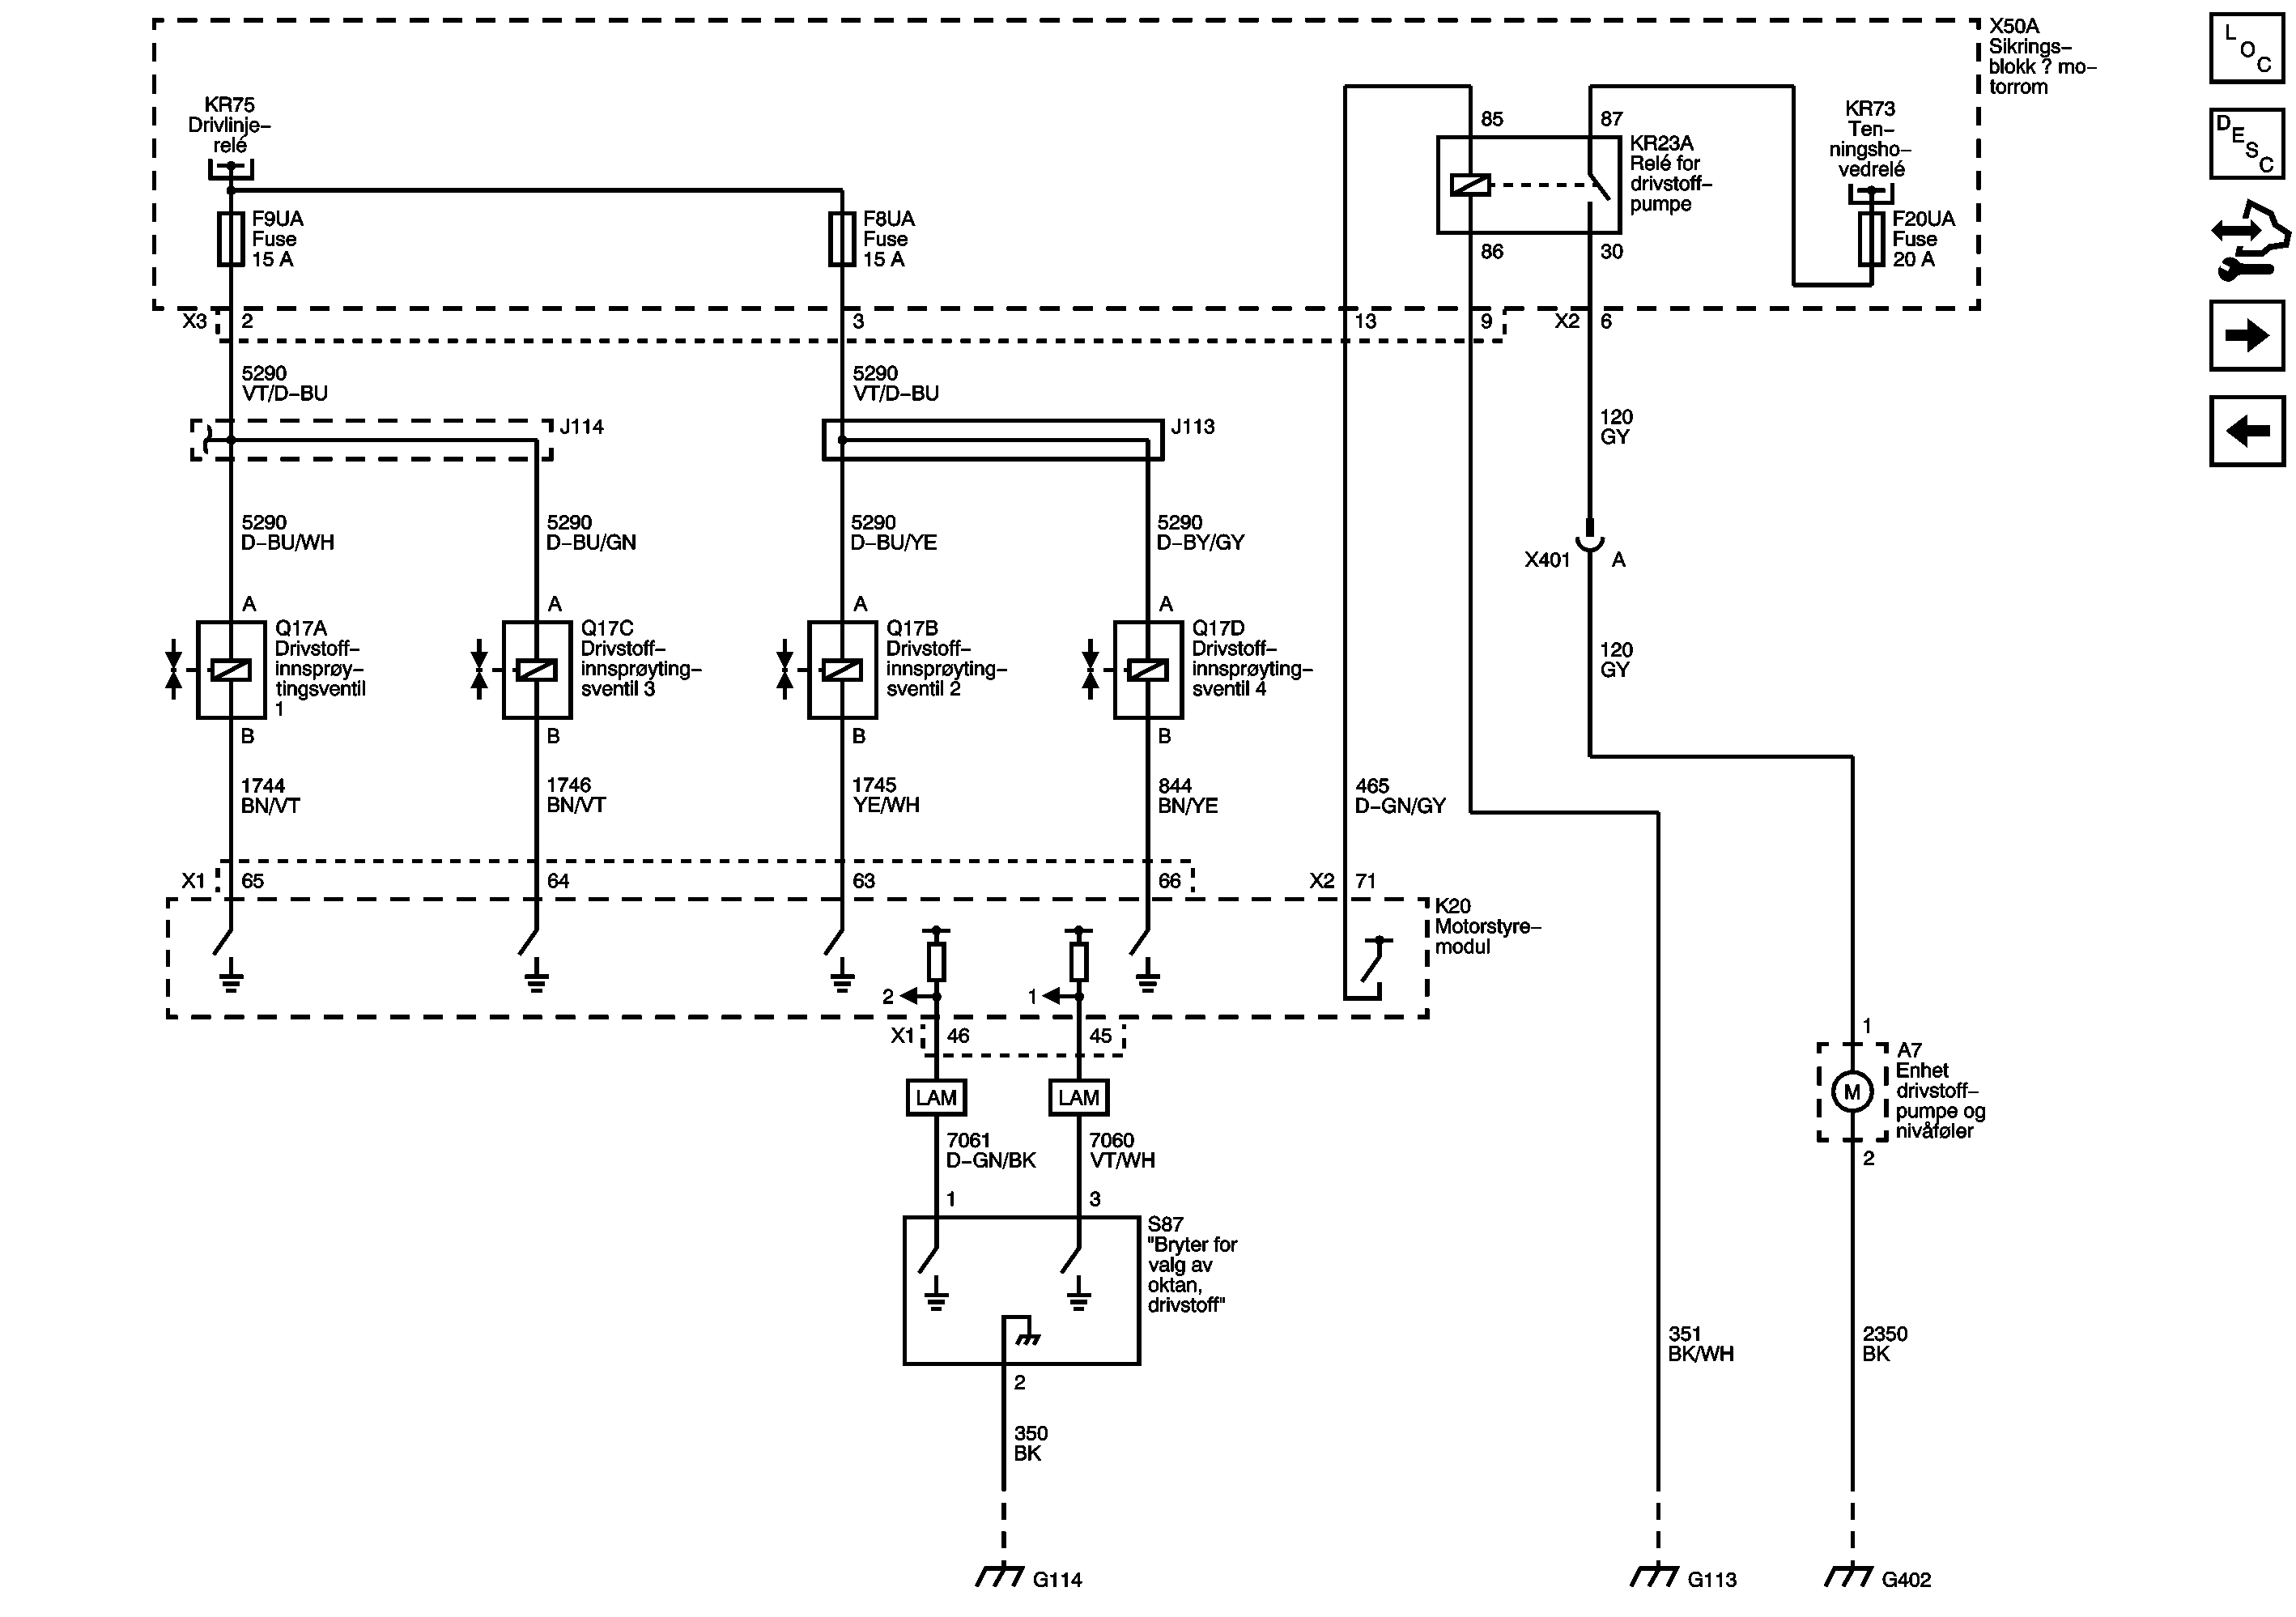 X50A
Sikrings–
blokk ? mo–
torrom
L
O
C
D
E
S
C
KR75
Drivlinje–
relé
F9UA
Fuse
15 A
F8UA
Fuse
15 A
85
87
KR23A
Relé for
drivstoff–
pumpe
86
30
KR73
Ten–
ningsho–
vedrelé
F20UA
Fuse
20 A
X3
2
3
13
9
X2
6
5290
VT/D–BU
5290
VT/D–BU
J114
J113
120
GY
5290
D–BU/WH
5290
D–BU/GN
5290
D–BU/YE
5290
D–BY/GY
X401
A
A
A
A
A
Q17A
Drivstoff–
innsprøy–
tingsventil
1
Q17C
Drivstoff–
innsprøyting–
sventil 3
Q17B
Drivstoff–
innsprøyting–
sventil 2
Q17D
Drivstoff–
innsprøyting–
sventil 4
120
GY
B
B
B
B
1744
BN/VT
1746
BN/VT
1745
YE/WH
844
BN/YE
465
D–GN/GY
X1
65
64
63
66
X2
71
K20
Motorstyre–
modul
2
1
X1
46
45
LAM
LAM
7061
D–GN/BK
7060
VT/WH
1
3
S87
"Bryter for
valg av
oktan,
drivstoff"
2
350
BK
G114
1
M
A7
Enhet
drivstoff–
pumpe og
nivåføler
2
351
BK/WH
2350
BK
G113
G402